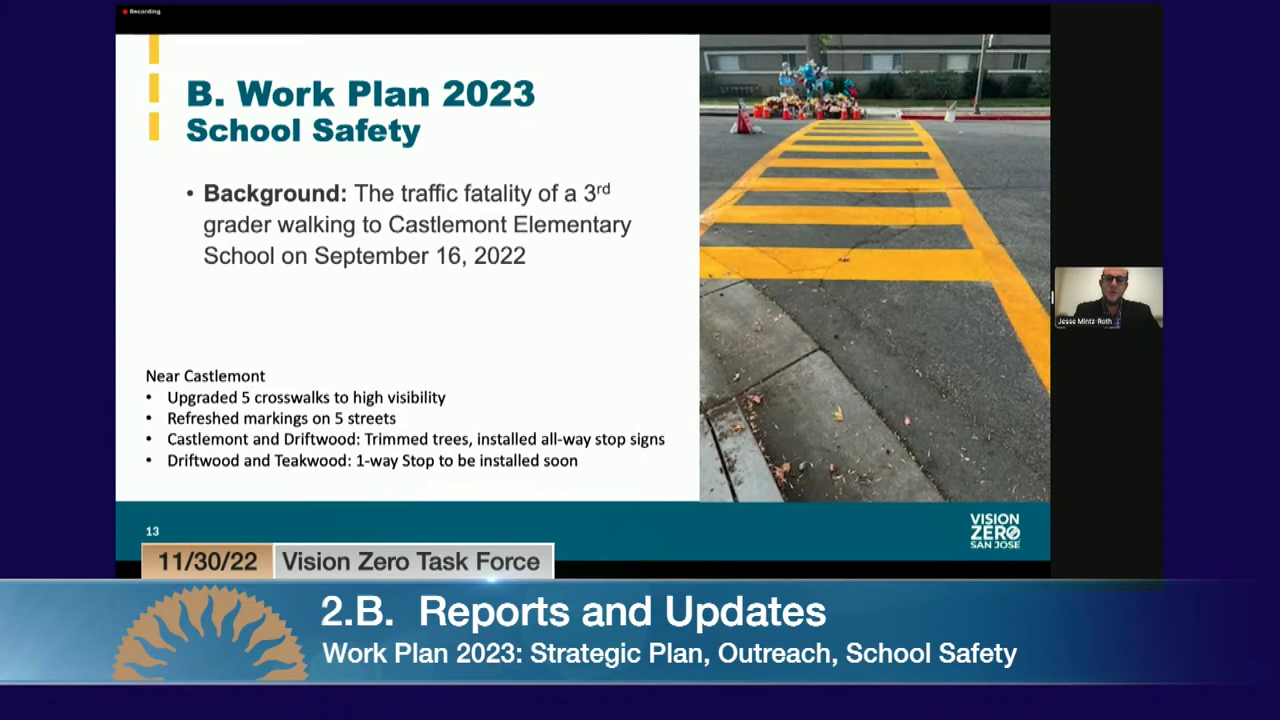 Recording
B. Work Plan 2023
School Safety
• Background: The traffic fatality of a 3rd
grader walking to Castlemont Elementary
School on September 16, 2022
Near Castlemont
• Upgraded 5 crosswalks to high visibility
• Refreshed markings on 5 streets
• Castlemont and Driftwood: Trimmed trees, installed all-way stop signs
• Driftwood and Teakwood: 1-way Stop to be installed soon
Jesse Mintz-Roth
13
VISION
ZERO
SAN JOSE
11/30/22 Vision Zero Task Force
2.B. Reports and Updates
Work Plan 2023: Strategic Plan, Outreach, School Safety